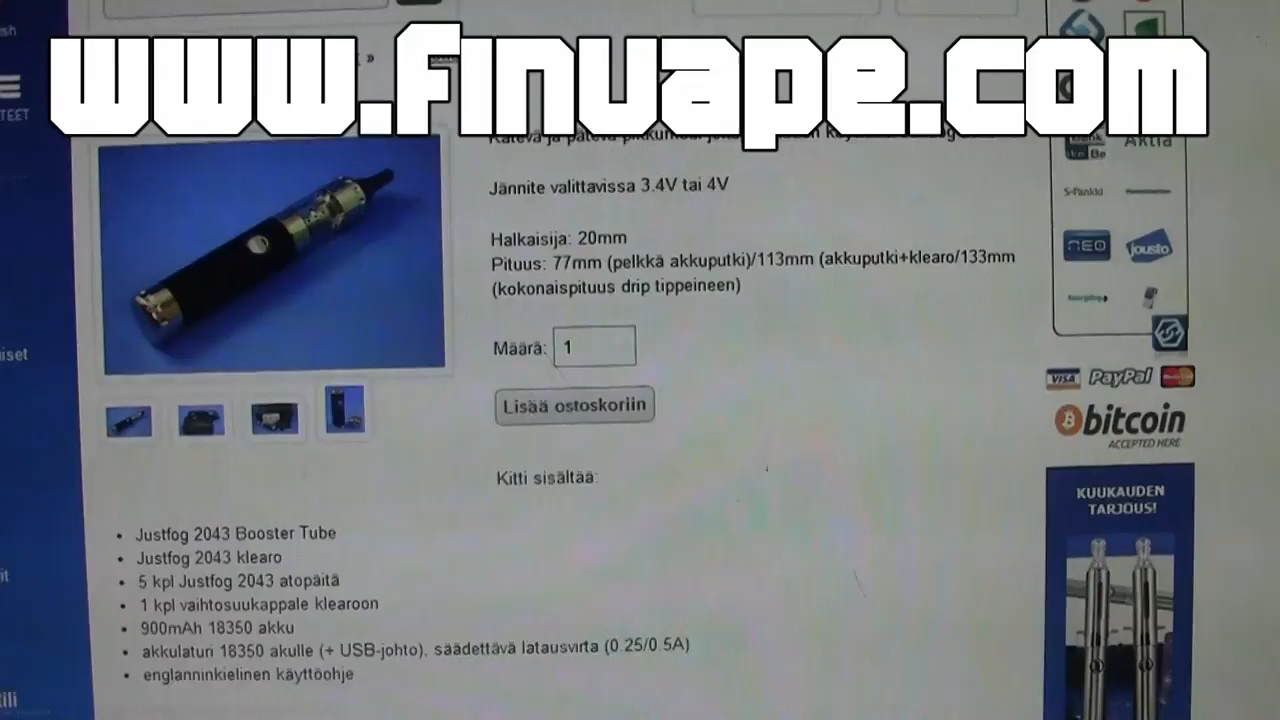 www.finvape.com
»
TEET
Jännite valittavissa 3.4V tai 4V
Halkaisija: 20mm
Pituus: 77mm (pelkkä akkuputki)/113mm (akkuputki+klearo/133mm
(kokonaispituus drip tippeineen)
Määrä: 1
Lisää ostoskoriin
Kitti sisältää:
• Justfog 2043 Booster Tube
• Justfog 2043 klearo
• 5 kpl Justfog 2043 atopäitä
• 1 kpl vaihtosuukappale klearoon
• 900mAh 18350 akku
• akkulaturi 18350 akulle (+ USB-johto), säädettävä latausvirta (0.25/0.5A)
• englanninkielinen käyttöohje
Aktia
S-Pankki
NEO
jousto
VISA PayPal MasterCard
bitcoin
ACCEPTED HERE
KUUKAUDEN
TARJOUS!